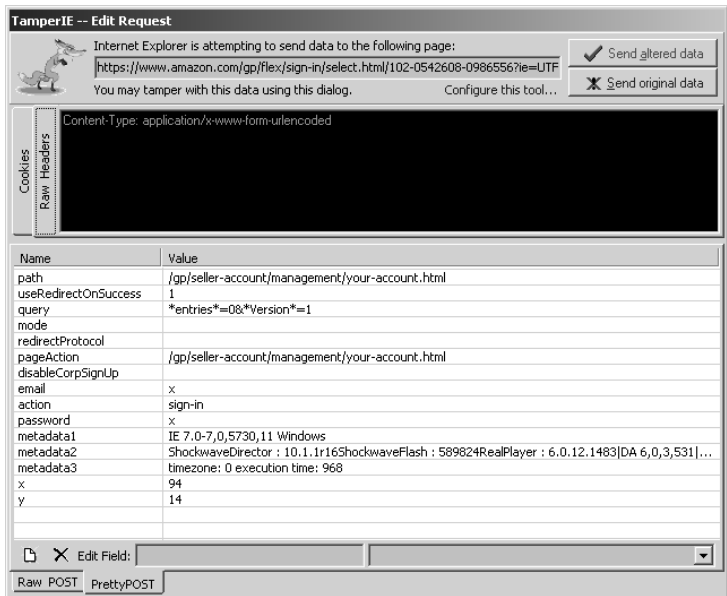 TamperIE -- Edit Request
Internet Explorer is attempting to send data to the following page:
https://www.amazon.com/gp/flex/sign-in/select.html/102-0542608-0986556?ie=UTF
You may tamper with this data using this dialog.
Configure this tool...
Send altered data
Send original data
Cookies
Raw Headers
Content-Type: application/x-www-form-urlencoded
Name Value
path /gp/seller-account/management/your-account.html
useRedirectOnSuccess 1
query *entries*=0&*Version*=1
mode
redirectProtocol
pageAction /gp/seller-account/management/your-account.html
disableCorpSignUp
email x
action sign-in
password x
metadata1 IE 7.0-7,0,5730,11 Windows
metadata2 ShockwaveDirector : 10.1.1r16ShockwaveFlash : 589824RealPlayer : 6.0.12.1483|DA 6,0,3,531|...
metadata3 timezone: 0 execution time: 968
x 94
y 14
Edit Field:
Raw POST PrettyPOST